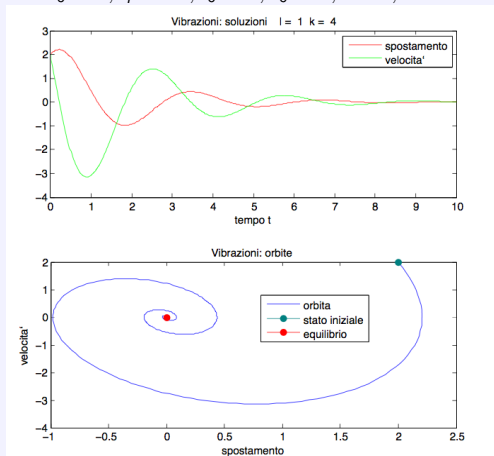 Vibrazioni: soluzioni l = 1 k = 4
3
2
1
0
−1
−2
−3
−4
spostamento
velocita'
0 1 2 3 4 5 6 7 8 9 10
tempo t
Vibrazioni: orbite
2
1
0
−1
−2
−3
−4
velocita'
orbita
stato iniziale
equilibrio
−1 −0.5 0 0.5 1 1.5 2 2.5
spostamento